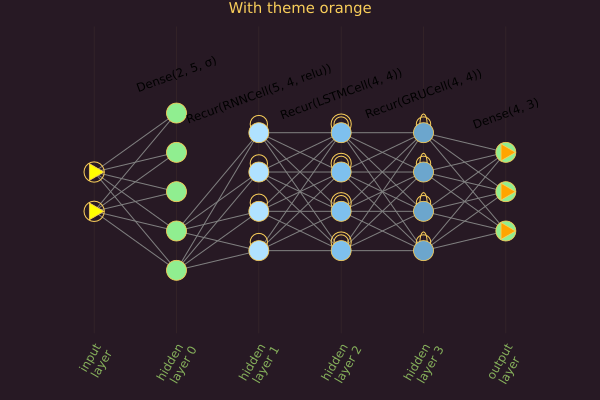 With theme orange
Dense(2, 5, σ)
Recur(RNNCell(5, 4, relu))
Recur(LSTMCell(4, 4))
Recur(GRUCell(4, 4))
Dense(4, 3)
input
layer
hidden
layer 0
hidden
layer 1
hidden
layer 2
hidden
layer 3
output
layer